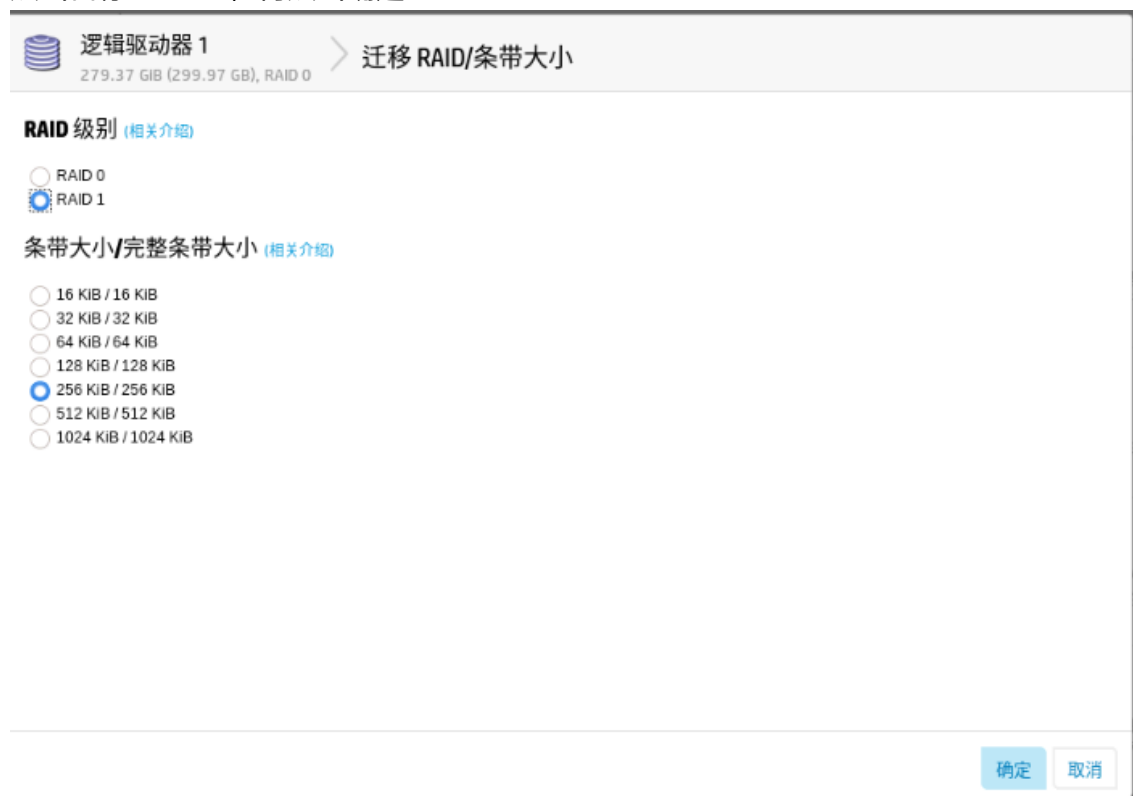 逻辑驱动器 1
279.37 GiB (299.97 GB), RAID 0
迁移 RAID/条带大小
RAID 级别 (相关介绍)
RAID 0
RAID 1
条带大小/完整条带大小 (相关介绍)
16 KiB / 16 KiB
32 KiB / 32 KiB
64 KiB / 64 KiB
128 KiB / 128 KiB
256 KiB / 256 KiB
512 KiB / 512 KiB
1024 KiB / 1024 KiB
确定
取消